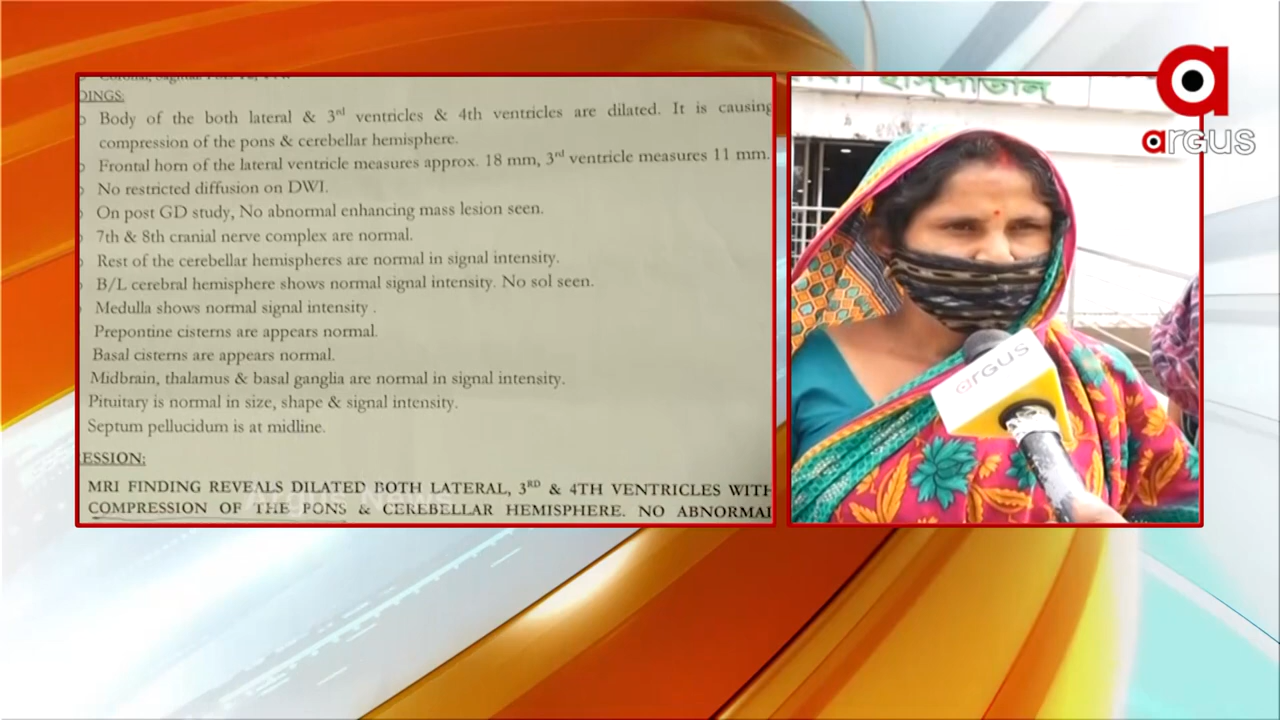 DINGS:
Body of the both lateral & 3rd ventricles & 4th ventricles are dilated. It is causing
compression of the pons & cerebellar hemisphere.
Frontal horn of the lateral ventricle measures approx. 18 mm, 3rd ventricle measures 11 mm.
No restricted diffusion on DWI.
On post GD study, No abnormal enhancing mass lesion seen.
7th & 8th cranial nerve complex are normal.
Rest of the cerebellar hemispheres are normal in signal intensity.
B/L cerebral hemisphere shows normal signal intensity. No sol seen.
Medulla shows normal signal intensity .
Prepontine cisterns are appears normal.
Basal cisterns are appears normal.
Midbrain, thalamus & basal ganglia are normal in signal intensity.
Pituitary is normal in size, shape & signal intensity.
Septum pellucidum is at midline.
ESSION:
MRI FINDING REVEALS DILATED BOTH LATERAL, 3RD & 4TH VENTRICLES WITH
COMPRESSION OF THE PONS & CEREBELLAR HEMISPHERE. NO ABNORMAL
Argus News
argus
argus